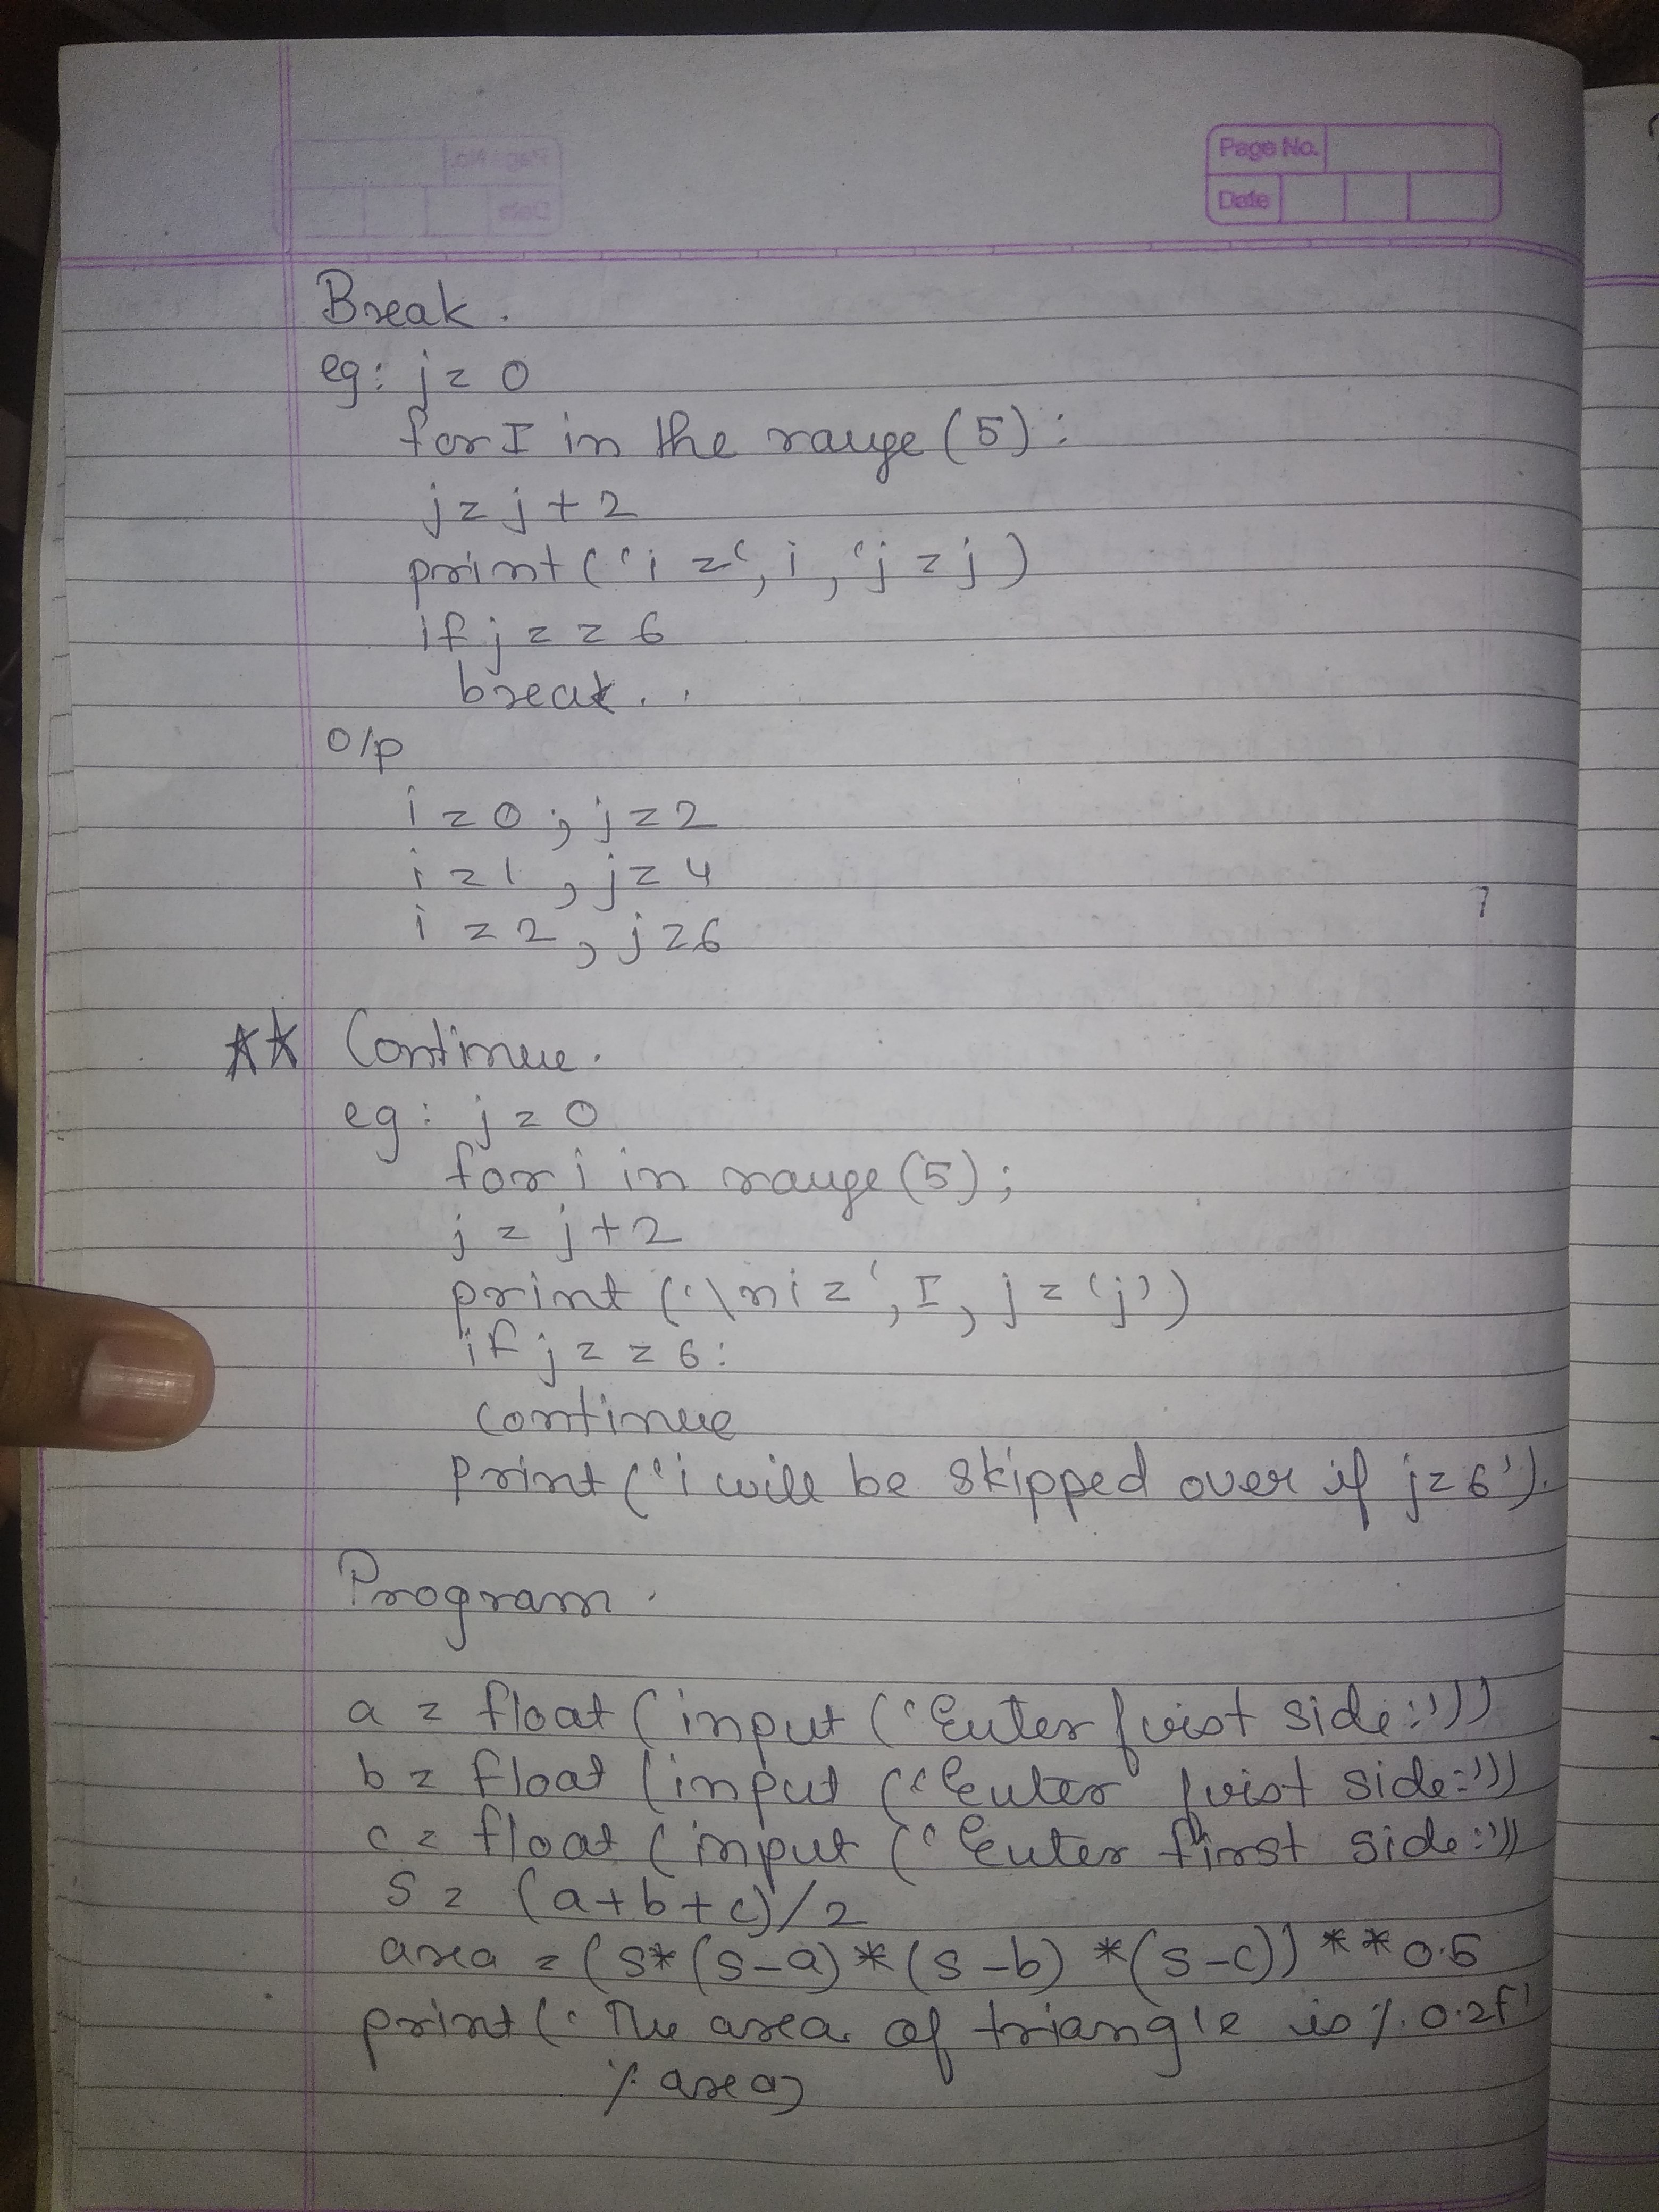 Page No.
Date
Break.
eg: j = 0
for I in the range (5):
j = j + 2
print ('i =', i, 'j = j)
if j = = 6
break..
O/p
i = 0 ; j = 2
i = 1 , j = 4
i = 2 , j = 6
** Continue.
eg: j = 0
for i in range (5);
j = j + 2
print ('\n i = ', I, j = 'j')
if j = = 6:
continue
print ('i will be skipped over if j = 6').
Program.
a = float (input ('Enter first side:'))
b = float (input ('Enter first side:'))
c = float (input ('Enter first side:'))
S = (a+b+c)/2
area = (s*(s-a)*(s-b)*(s-c))**0.5
print (' The area of triangle is %.0.2f'
% area)